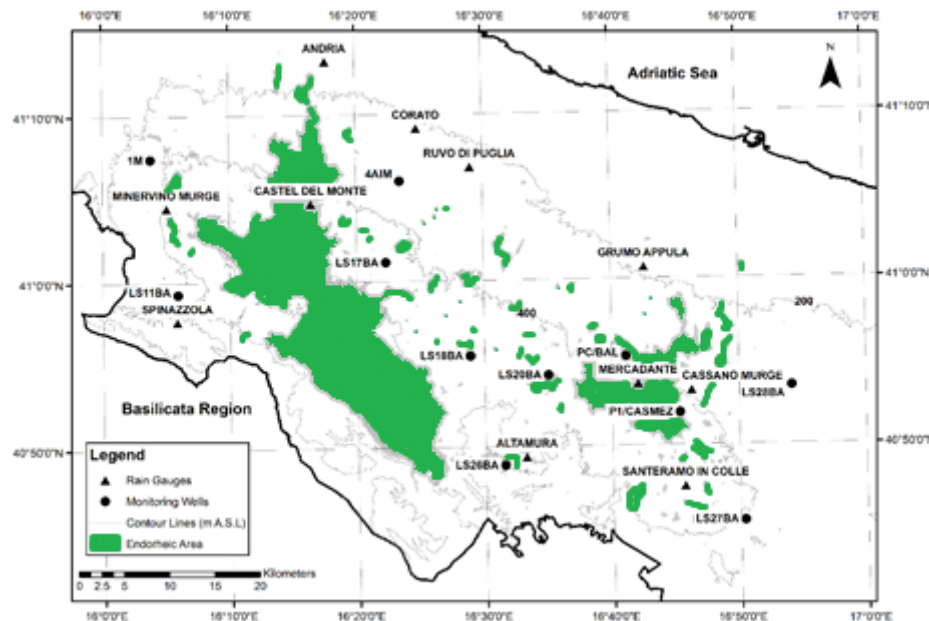 16°0'0"E 16°10'0"E 16°20'0"E 16°30'0"E 16°40'0"E 16°50'0"E 17°0'0"E
ANDRIA
N
Adriatic Sea
41°10'0"N
41°10'0"N
CORATO
RUVO DI PUGLIA
1M
4AIM
MINERVINO MURGE
CASTEL DEL MONTE
GRUMO APPULA
LS17BA
41°0'0"N
41°0'0"N
LS11BA
200
SPINAZZOLA
400
LS18BA
PC/BAL
LS20BA
MERCADANTE
CASSANO MURGE
LS28BA
Basilicata Region
P1/CASMEZ
40°50'0"N
40°50'0"N
ALTAMURA
LS26BA
SANTERAMO IN COLLE
LS27BA
Legend
Rain Gauges
Monitoring Wells
Contour Lines (m A.S.L)
Endorheic Area
Kilometers
0 2.5 5 10 15 20
16°0'0"E 16°10'0"E 16°20'0"E 16°30'0"E 16°40'0"E 16°50'0"E 17°0'0"E